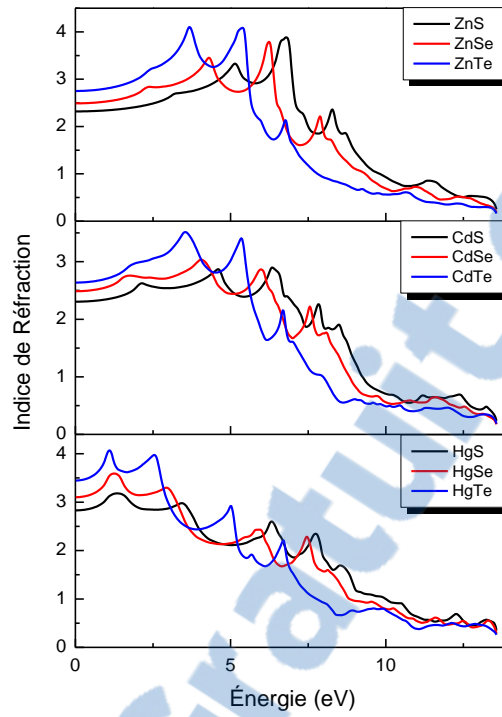 ZnS
ZnSe
ZnTe
4
3
2
1
0
CdS
CdSe
CdTe
3
2
1
0
HgS
HgSe
HgTe
4
3
2
1
0
0
5
10
Indice de Réfraction
Énergie (eV)
ratuit